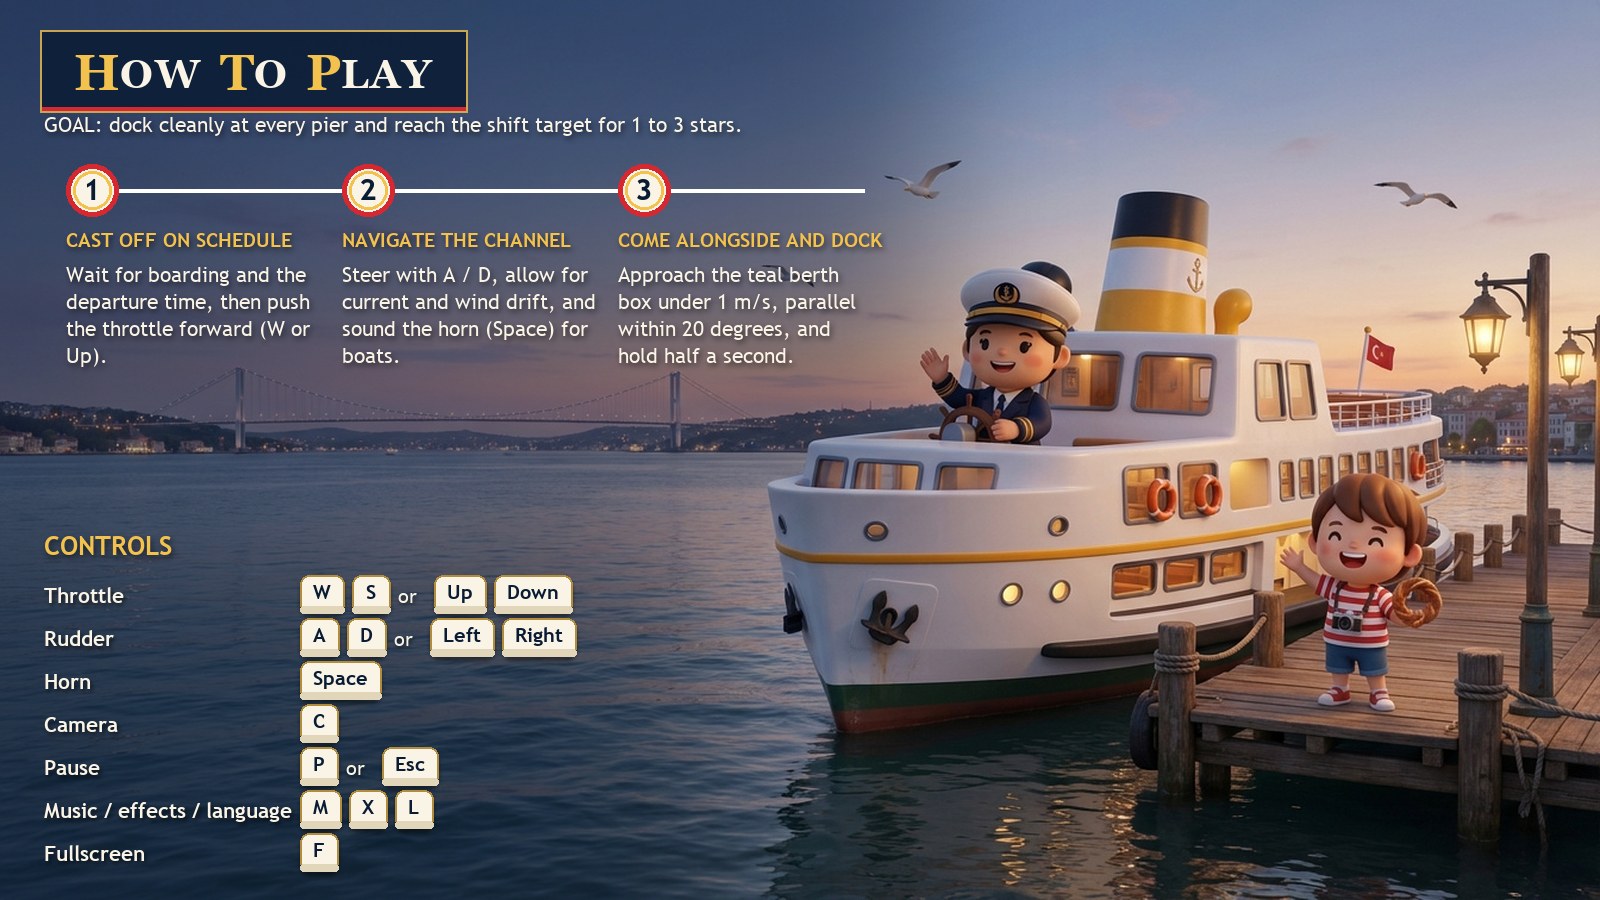 How To Play
GOAL: dock cleanly at every pier and reach the shift target for 1 to 3 stars.
1
2
3
CAST OFF ON SCHEDULE
Wait for boarding and the
departure time, then push
the throttle forward (W or
Up).
NAVIGATE THE CHANNEL
Steer with A / D, allow for
current and wind drift, and
sound the horn (Space) for
boats.
COME ALONGSIDE AND DOCK
Approach the teal berth
box under 1 m/s, parallel
within 20 degrees, and
hold half a second.
CONTROLS
Throttle W S or Up Down
Rudder A D or Left Right
Horn Space
Camera C
Pause P or Esc
Music / effects / language M X L
Fullscreen F